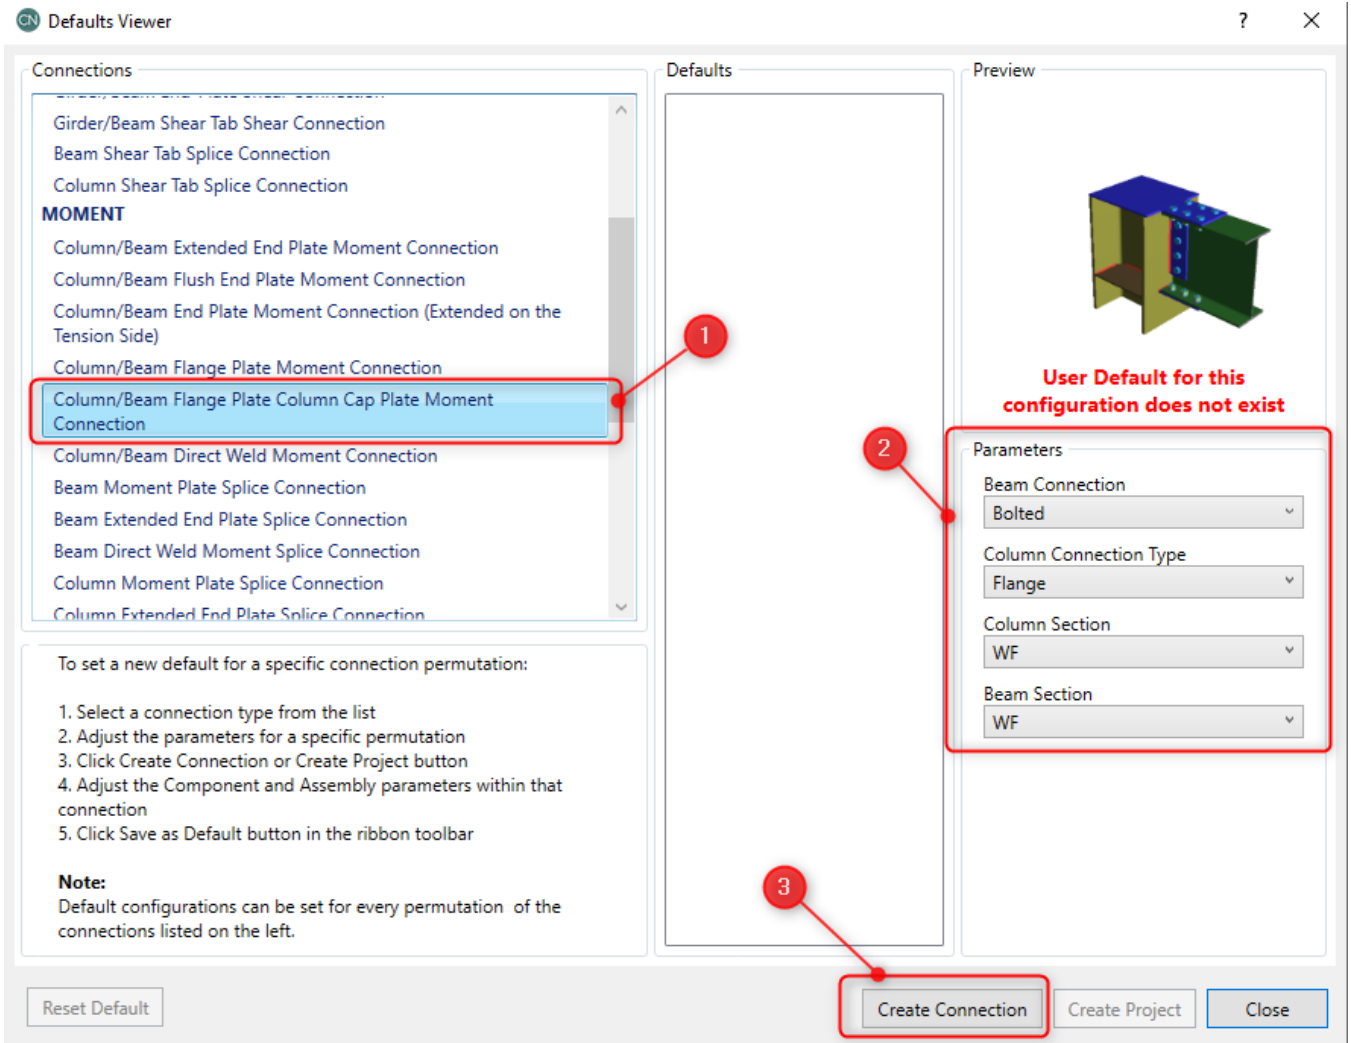 CN Defaults Viewer
?
Connections
Girder/Beam End Plate Shear Connection
Girder/Beam Shear Tab Shear Connection
Beam Shear Tab Splice Connection
Column Shear Tab Splice Connection
MOMENT
Column/Beam Extended End Plate Moment Connection
Column/Beam Flush End Plate Moment Connection
Column/Beam End Plate Moment Connection (Extended on the
Tension Side)
Column/Beam Flange Plate Moment Connection
Column/Beam Flange Plate Column Cap Plate Moment
Connection
Column/Beam Direct Weld Moment Connection
Beam Moment Plate Splice Connection
Beam Extended End Plate Splice Connection
Beam Direct Weld Moment Splice Connection
Column Moment Plate Splice Connection
Column Extended End Plate Splice Connection
1
To set a new default for a specific connection permutation:
1. Select a connection type from the list
2. Adjust the parameters for a specific permutation
3. Click Create Connection or Create Project button
4. Adjust the Component and Assembly parameters within that
connection
5. Click Save as Default button in the ribbon toolbar
Note:
Default configurations can be set for every permutation of the
connections listed on the left.
Defaults
Preview
User Default for this
configuration does not exist
2
Parameters
Beam Connection
Bolted
Column Connection Type
Flange
Column Section
WF
Beam Section
WF
3
Reset Default
Create Connection
Create Project
Close